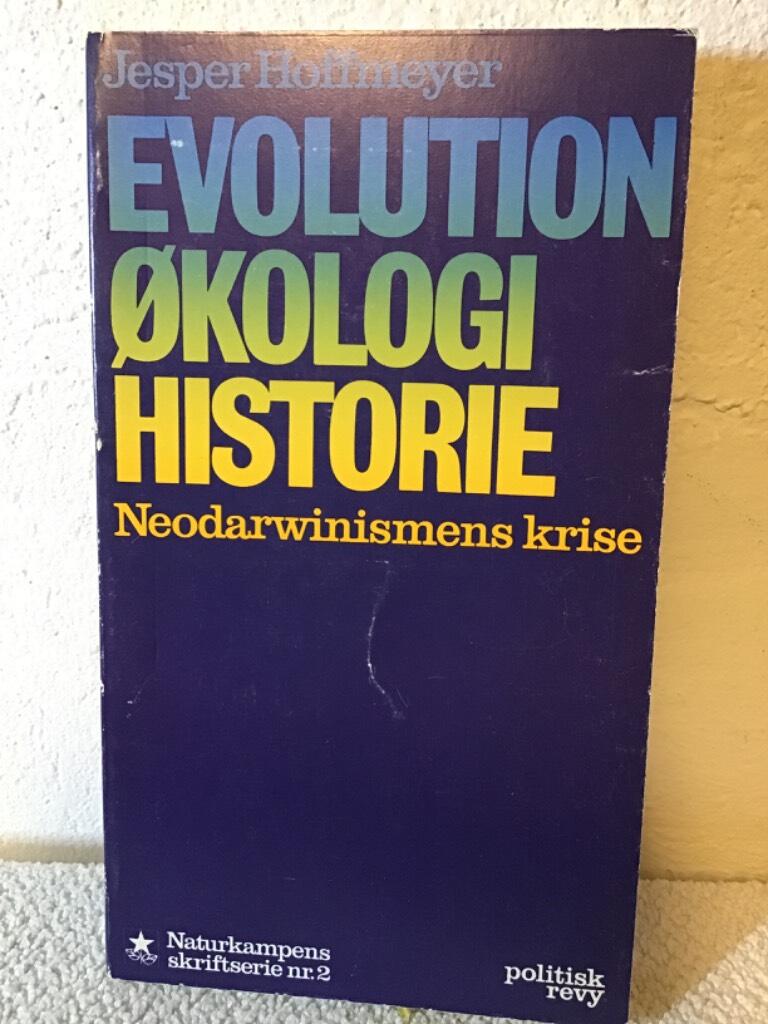 Jesper Hoffmeyer
EVOLUTION
ØKOLOGI
HISTORIE
Neodarwinismens krise
Naturkampens
skriftserie nr. 2
politisk
revy